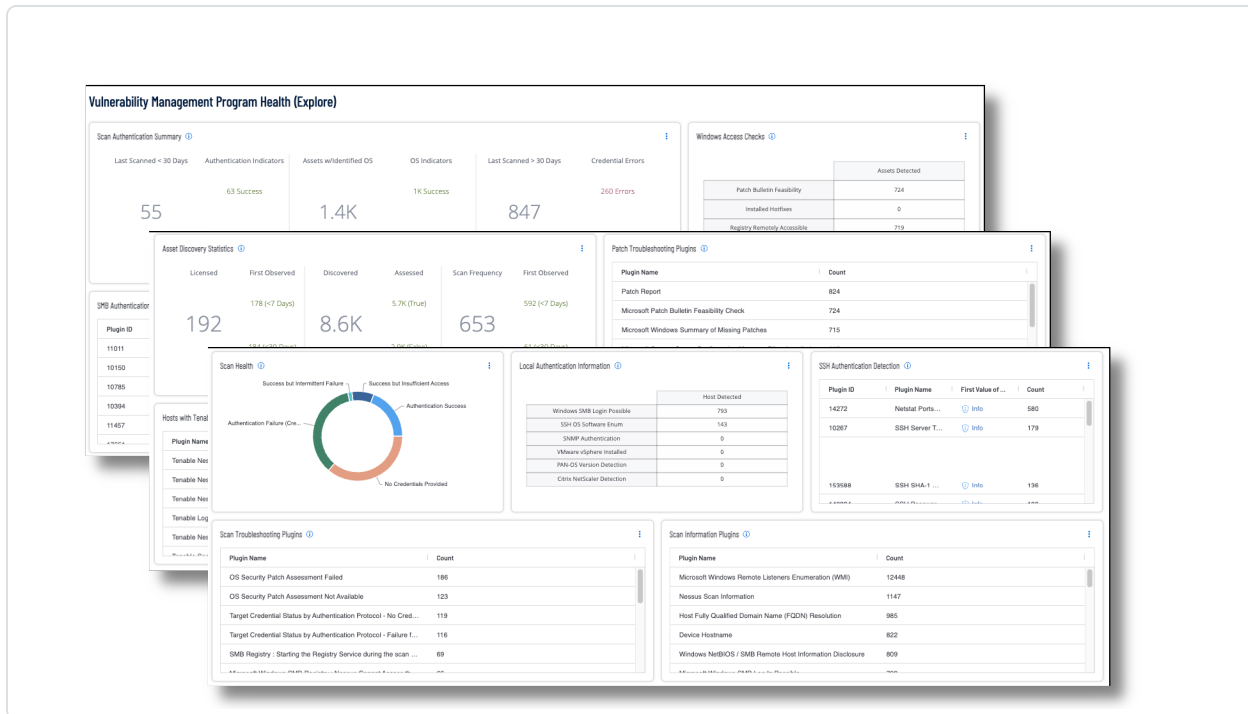 Vulnerability Management Program Health (Explore)
Scan Authentication Summary
Last Scanned < 30 Days Authentication Indicators Assets w/Identified OS OS Indicators Last Scanned > 30 Days Credential Errors
63 Success 1K Success 260 Errors
55 1.4K 847
Windows Access Checks
Assets Detected
Patch Bulletin Feasibility 724
Installed Hotfixes 0
Registry Remotely Accessible 719
SMB Authentication
Plugin ID
11011
10150
10785
10394
11457
Asset Discovery Statistics
Licensed First Observed Discovered Assessed Scan Frequency First Observed
178 (<7 Days) 5.7K (True) 592 (<7 Days)
192 8.6K 653
Patch Troubleshooting Plugins
Plugin Name Count
Patch Report 824
Microsoft Patch Bulletin Feasibility Check 724
Microsoft Windows Summary of Missing Patches 715
Hosts with Tenab
Plugin Name
Tenable Nes
Tenable Nes
Tenable Nes
Tenable Log
Tenable Nes
Scan Health
Success but Intermittent Failure
Success but Insufficient Access
Authentication Success
Authentication Failure (Cre...
No Credentials Provided
Local Authentication Information
Host Detected
Windows SMB Login Possible 793
SSH OS Software Enum 143
SNMP Authentication 0
VMware vSphere Installed 0
PAN-OS Version Detection 0
Citrix NetScaler Detection 0
SSH Authentication Detection
Plugin ID Plugin Name First Value of ... Count
14272 Netstat Ports... Info 580
10267 SSH Server T... Info 179
153588 SSH SHA-1 ... Info 136
Scan Troubleshooting Plugins
Plugin Name Count
OS Security Patch Assessment Failed 186
OS Security Patch Assessment Not Available 123
Target Credential Status by Authentication Protocol - No Cred... 119
Target Credential Status by Authentication Protocol - Failure f... 116
SMB Registry : Starting the Registry Service during the scan ... 69
Scan Information Plugins
Plugin Name Count
Microsoft Windows Remote Listeners Enumeration (WMI) 12448
Nessus Scan Information 1147
Host Fully Qualified Domain Name (FQDN) Resolution 985
Device Hostname 822
Windows NetBIOS / SMB Remote Host Information Disclosure 809